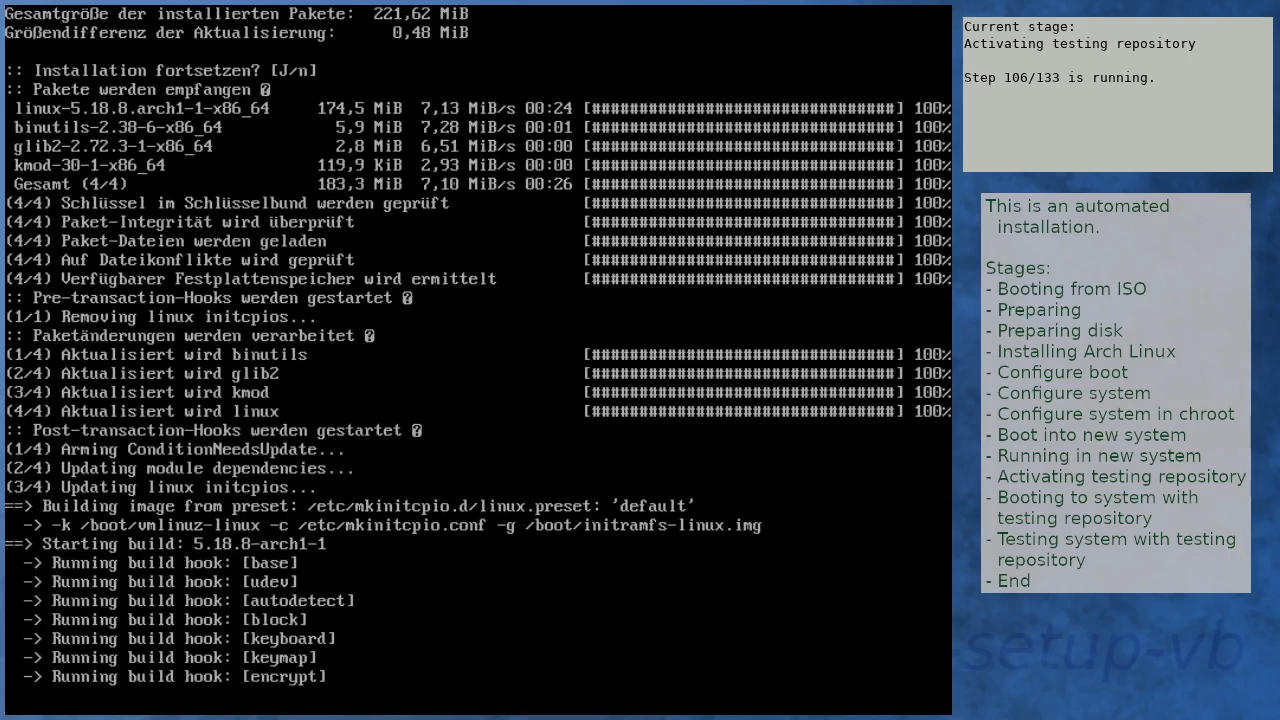 Gesamtgröße der installierten Pakete:  221,62 MiB
Größendifferenz der Aktualisierung:      0,48 MiB
:: Installation fortsetzen? [J/n]
:: Pakete werden empfangen �
linux-5.18.8.arch1-1-x86_64     174,5 MiB  7,13 MiB/s 00:24 [################################] 100%
binutils-2.38-6-x86_64            5,9 MiB  7,28 MiB/s 00:01 [################################] 100%
glib2-2.72.3-1-x86_64             2,8 MiB  6,51 MiB/s 00:00 [################################] 100%
kmod-30-1-x86_64                119,9 KiB  2,93 MiB/s 00:00 [################################] 100%
Gesamt (4/4)                    183,3 MiB  7,10 MiB/s 00:26 [################################] 100%
(4/4) Schlüssel im Schlüsselbund werden geprüft              [################################] 100%
(4/4) Paket-Integrität wird überprüft                        [################################] 100%
(4/4) Paket-Dateien werden geladen                           [################################] 100%
(4/4) Auf Dateikonflikte wird geprüft                        [################################] 100%
(4/4) Verfügbarer Festplattenspeicher wird ermittelt         [################################] 100%
:: Pre-transaction-Hooks werden gestartet �
(1/1) Removing linux initcpios...
:: Paketänderungen werden verarbeitet �
(1/4) Aktualisiert wird binutils                             [################################] 100%
(2/4) Aktualisiert wird glib2                                [################################] 100%
(3/4) Aktualisiert wird kmod                                 [################################] 100%
(4/4) Aktualisiert wird linux                                [################################] 100%
:: Post-transaction-Hooks werden gestartet �
(1/4) Arming ConditionNeedsUpdate...
(2/4) Updating module dependencies...
(3/4) Updating linux initcpios...
==> Building image from preset: /etc/mkinitcpio.d/linux.preset: 'default'
-> -k /boot/vmlinuz-linux -c /etc/mkinitcpio.conf -g /boot/initramfs-linux.img
==> Starting build: 5.18.8-arch1-1
-> Running build hook: [base]
-> Running build hook: [udev]
-> Running build hook: [autodetect]
-> Running build hook: [block]
-> Running build hook: [keyboard]
-> Running build hook: [keymap]
-> Running build hook: [encrypt]
Current stage:
Activating testing repository
Step 106/133 is running.
This is an automated
installation.
Stages:
- Booting from ISO
- Preparing
- Preparing disk
- Installing Arch Linux
- Configure boot
- Configure system
- Configure system in chroot
- Boot into new system
- Running in new system
- Activating testing repository
- Booting to system with
testing repository
- Testing system with testing
repository
- End
setup-vb